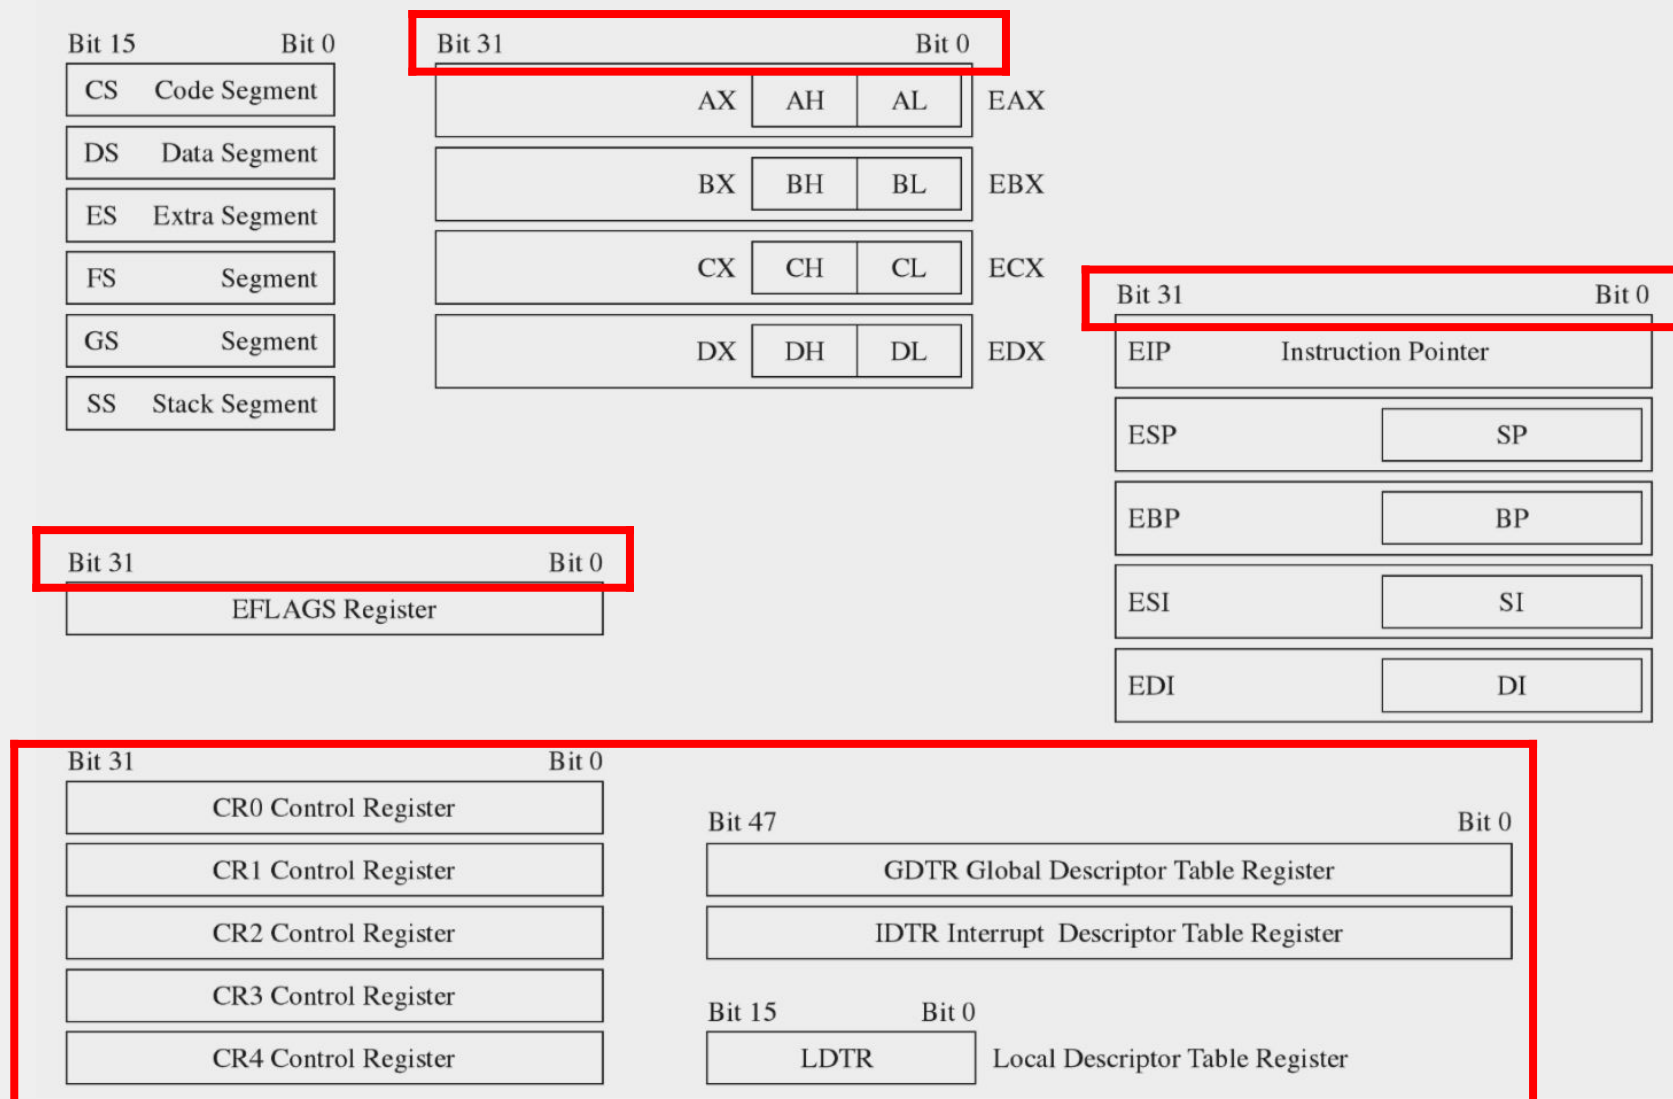 Bit 15 Bit 0
CS Code Segment
DS Data Segment
ES Extra Segment
FS Segment
GS Segment
SS Stack Segment
Bit 31 Bit 0
AX AH AL EAX
BX BH BL EBX
CX CH CL ECX
DX DH DL EDX
Bit 31 Bit 0
EIP Instruction Pointer
ESP SP
EBP BP
ESI SI
EDI DI
Bit 31 Bit 0
EFLAGS Register
Bit 31 Bit 0
CR0 Control Register
CR1 Control Register
CR2 Control Register
CR3 Control Register
CR4 Control Register
Bit 47 Bit 0
GDTR Global Descriptor Table Register
IDTR Interrupt Descriptor Table Register
Bit 15 Bit 0
LDTR Local Descriptor Table Register